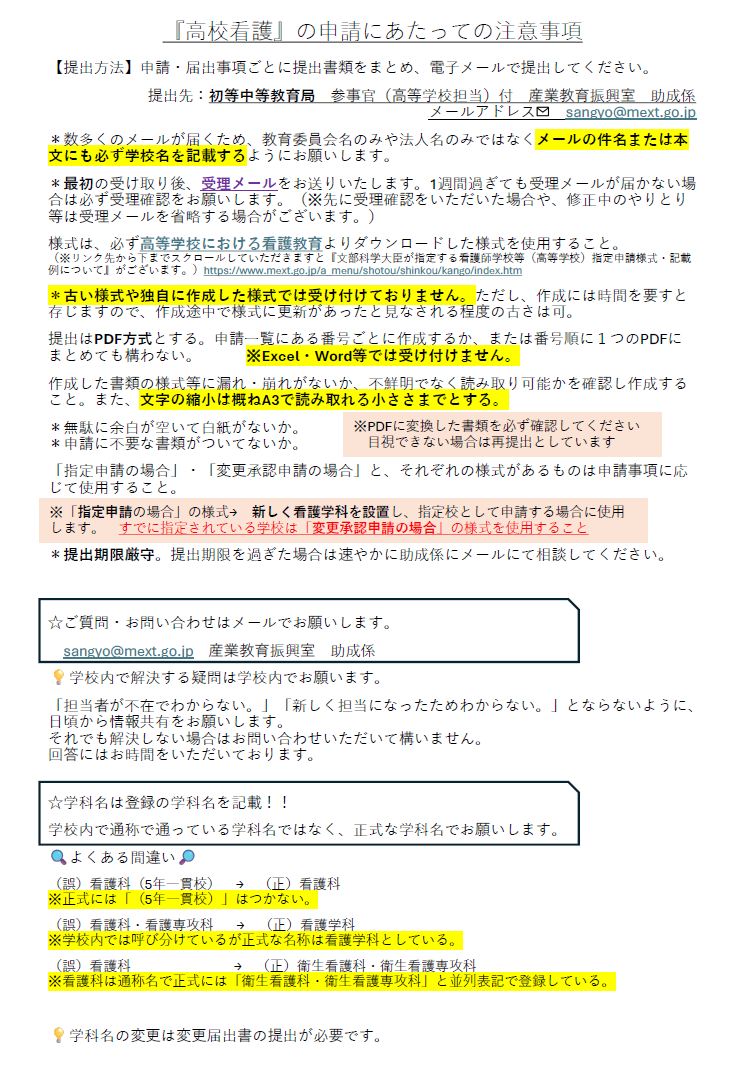 『高校看護』の申請にあたっての注意事項
【提出方法】申請・届出事項ごとに提出書類をまとめ、電子メールで提出してください。
提出先：初等中等教育局　参事官（高等学校担当）付　産業教育振興室　助成係
メールアドレス✉　sangyo@mext.go.jp
＊数多くのメールが届くため、教育委員会名のみや法人名のみではなくメールの件名または本
文にも必ず学校名を記載するようにお願いします。
＊最初の受け取り後、受理メールをお送りいたします。1週間過ぎても受理メールが届かない場
合は必ず受理確認をお願いします。（※先に受理確認をいただいた場合や、修正中のやりとり
等は受理メールを省略する場合がございます。）
様式は、必ず高等学校における看護教育よりダウンロードした様式を使用すること。
（※リンク先から下までスクロールしていただきますと『文部科学大臣が指定する看護師学校等（高等学校）指定申請様式・記載
例について』がございます。）https://www.mext.go.jp/a_menu/shotou/shinkou/kango/index.htm
＊古い様式や独自に作成した様式では受け付けておりません。ただし、作成には時間を要すと
存じますので、作成途中で様式に更新があったと見なされる程度の古さは可。
提出はPDF方式とする。申請一覧にある番号ごとに作成するか、または番号順に１つのPDFに
まとめても構わない。　※Excel・Word等では受け付けません。
作成した書類の様式等に漏れ・崩れがないか、不鮮明でなく読み取り可能かを確認し作成する
こと。また、文字の縮小は概ねA3で読み取れる小ささまでとする。
＊無駄に余白が空いて白紙がないか。
＊申請に不要な書類がついてないか。
※PDFに変換した書類を必ず確認してください
目視できない場合は再提出としています
「指定申請の場合」・「変更承認申請の場合」と、それぞれの様式があるものは申請事項に応
じて使用すること。
※「指定申請の場合」の様式→　新しく看護学科を設置し、指定校として申請する場合に使用
します。　すでに指定されている学校は「変更承認申請の場合」の様式を使用すること
＊提出期限厳守。提出期限を過ぎた場合は速やかに助成係にメールにて相談してください。
☆ご質問・お問い合わせはメールでお願いします。
sangyo@mext.go.jp　産業教育振興室　助成係
💡学校内で解決する疑問は学校内でお願います。
「担当者が不在でわからない。」「新しく担当になったためわからない。」とならないように、
日頃から情報共有をお願いします。
それでも解決しない場合はお問い合わせいただいて構いません。
回答にはお時間をいただいております。
☆学科名は登録の学科名を記載！！
学校内で通称で通っている学科名ではなく、正式な学科名でお願いします。
🔍よくある間違い🔎
（誤）看護科（5年一貫校）　→　（正）看護科
※正式には「（5年一貫校）」はつかない。
（誤）看護科・看護専攻科　→　（正）看護学科
※学校内では呼び分けているが正式な名称は看護学科としている。
（誤）看護科　→　（正）衛生看護科・衛生看護専攻科
※看護科は通称名で正式には「衛生看護科・衛生看護専攻科」と並列表記で登録している。
💡学科名の変更は変更届出書の提出が必要です。